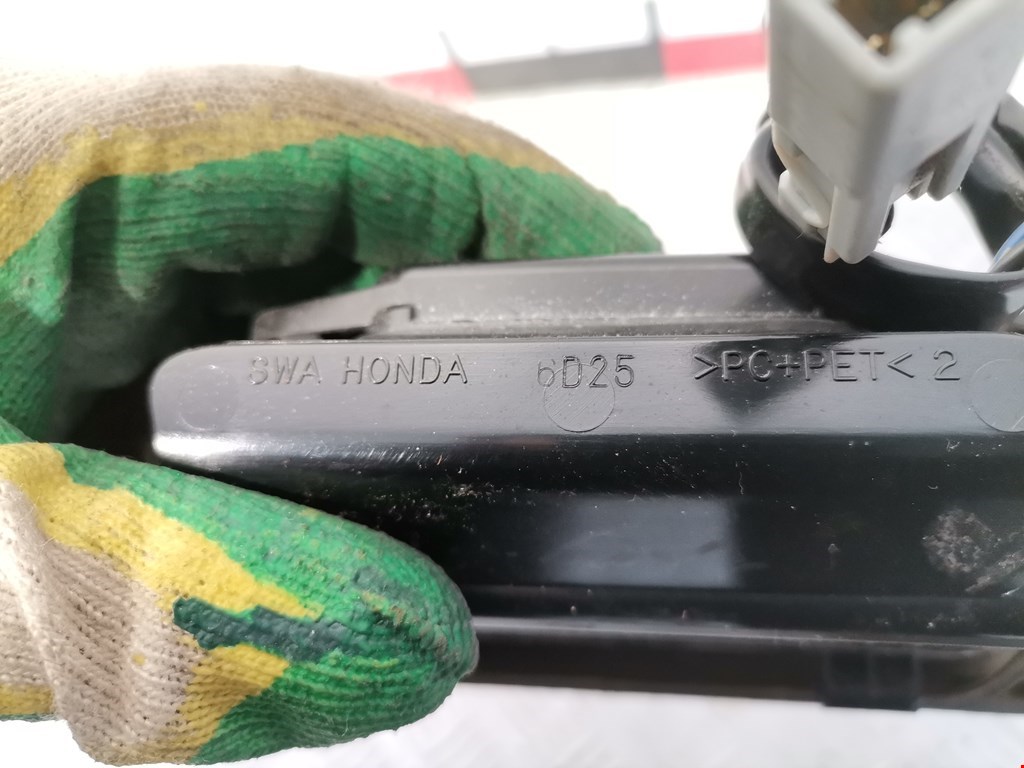 SWA HONDA 6D25 >PC+PET< 2